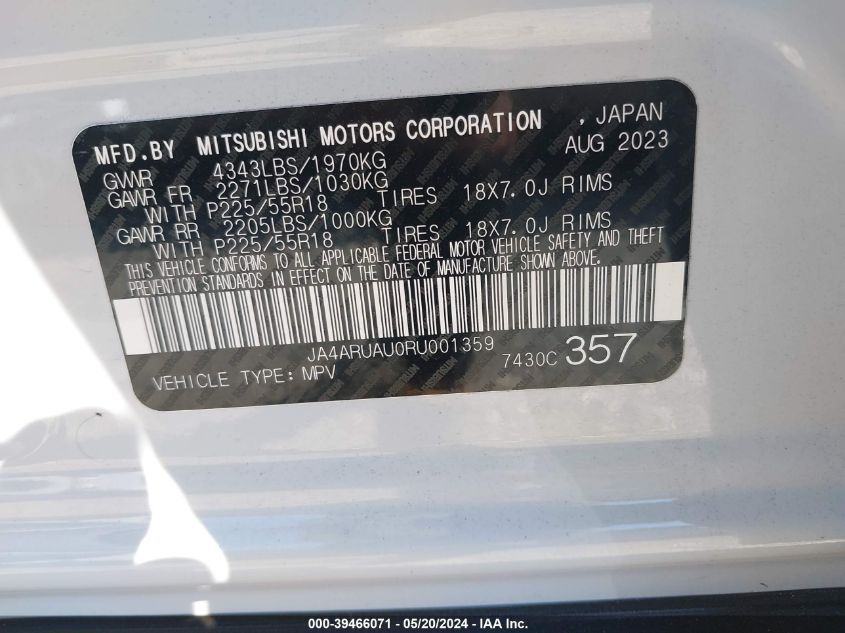 MFD.BY MITSUBISHI MOTORS CORPORATION , JAPAN
AUG 2023
GVWR 4343LBS/1970KG
GAWR FR 2271LBS/1030KG
WITH P225/55R18 TIRES 18X7.0J RIMS
GAWR RR 2205LBS/1000KG
WITH P225/55R18 TIRES 18X7.0J RIMS
THIS VEHICLE CONFORMS TO ALL APPLICABLE FEDERAL MOTOR VEHICLE SAFETY AND THEFT
PREVENTION STANDARDS IN EFFECT ON THE DATE OF MANUFACTURE SHOWN ABOVE.
JA4ARUAU0RU001359
VEHICLE TYPE: MPV 7430C 357
000-39466071 — 05/20/2024 — IAA, Inc.